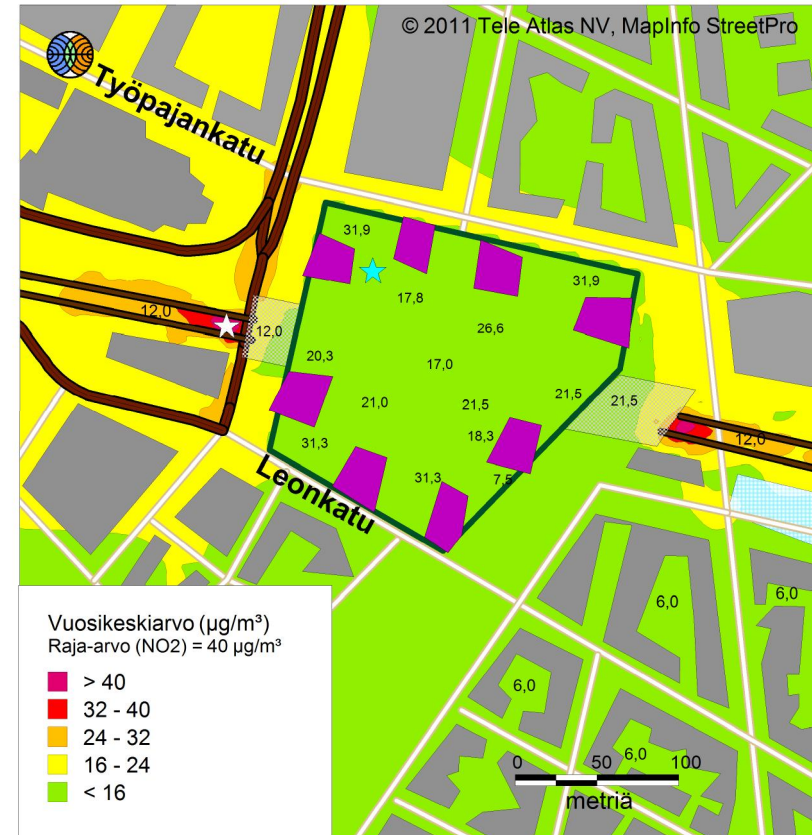 © 2011 Tele Atlas NV, MapInfo StreetPro
Työpajankatu
31,9
31,9
17,8
12,0
12,0
26,6
20,3
17,0
21,0
21,5
21,5
21,5
18,3
12,0
31,3
31,3
7,5
Leonkatu
6,0
6,0
6,0
6,0
Vuosikeskiarvo (µg/m³)
Raja-arvo (NO2) = 40 µg/m³
> 40
32 - 40
24 - 32
16 - 24
< 16
0 50 100
metriä